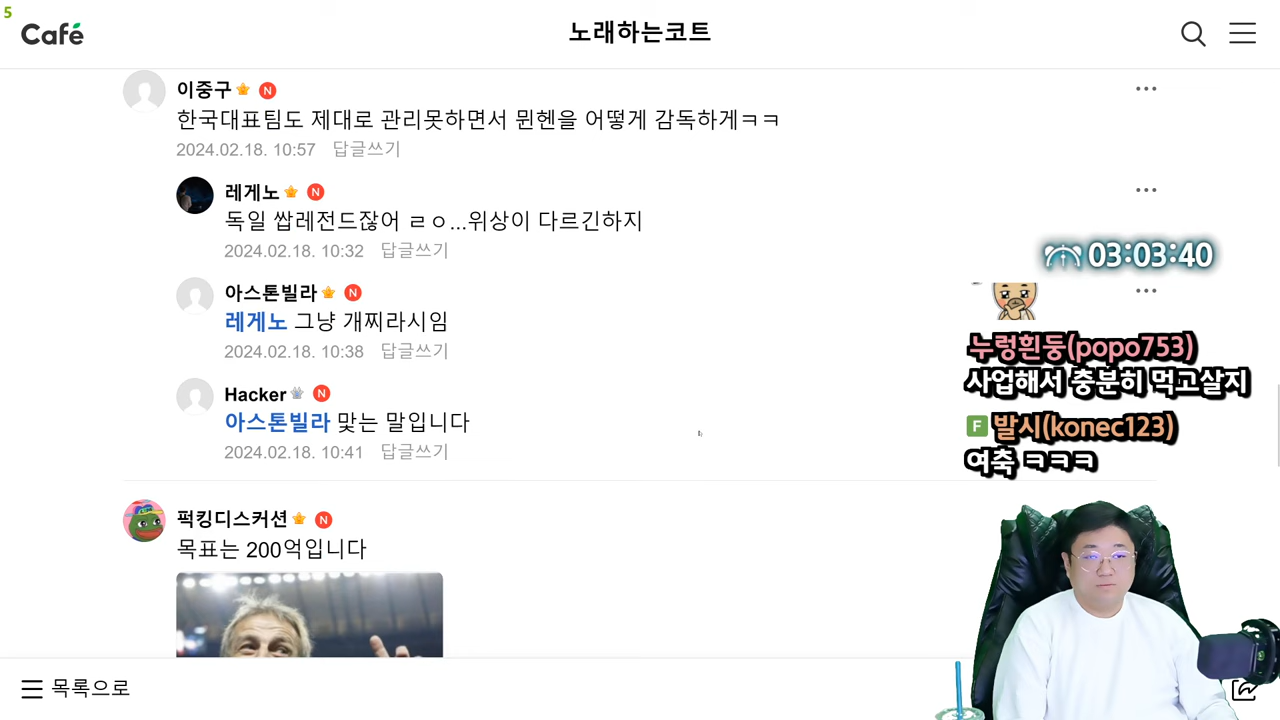 5
Café
노래하는코트
이중구 N
한국대표팀도 제대로 관리못하면서 뮌헨을 어떻게 감독하게ㅋㅋ
2024.02.18. 10:57 답글쓰기
레게노 N
독일 쌉레전드잖어 ㄹㅇ...위상이 다르긴하지
2024.02.18. 10:32 답글쓰기
03:03:40
아스톤빌라 N
레게노 그냥 개찌라시임
2024.02.18. 10:38 답글쓰기
누렁흰둥(popo753)
사업해서 충분히 먹고살지
Hacker N
아스톤빌라 맞는 말입니다
2024.02.18. 10:41 답글쓰기
F 발시(konec123)
여축 ㅋㅋㅋ
퍽킹디스커션 N
목표는 200억입니다
목록으로